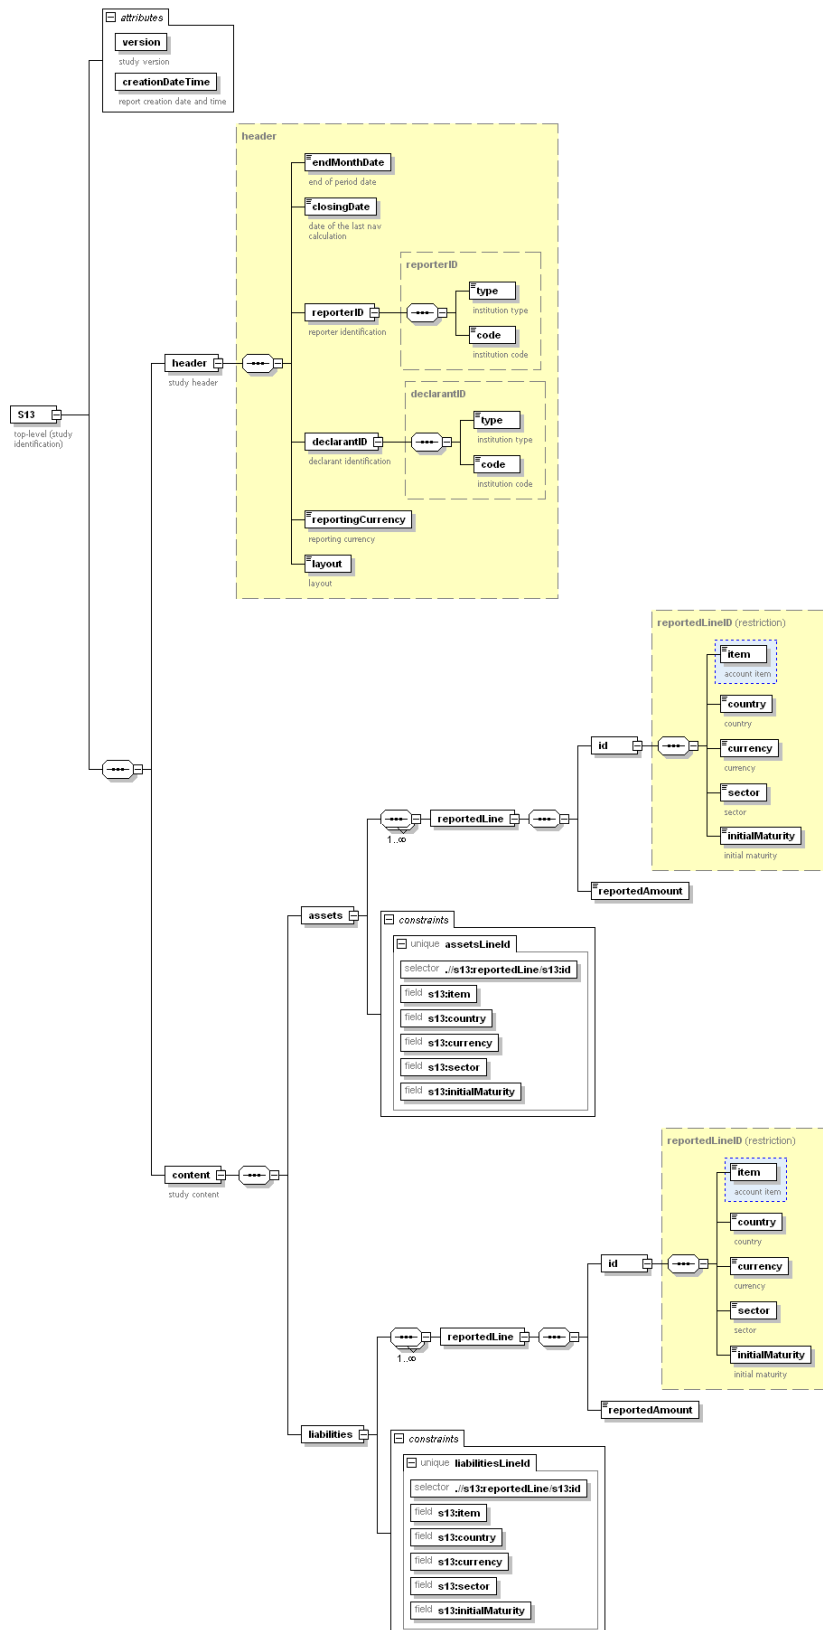 attributes
version
study version
creationDateTime
report creation date and time
header
endMonthDate
end of period date
closingDate
date of the last nav
calculation
reporterID
type
institution type
reporterID
reporter identification
code
institution code
header
study header
declarantID
S13
top-level (study
identification)
type
institution type
declarantID
declarant identification
code
institution code
reportingCurrency
reporting currency
layout
layout
reportedLineID (restriction)
item
account item
country
country
id
currency
currency
sector
sector
reportedLine
1..∞
initialMaturity
initial maturity
reportedAmount
assets
constraints
unique assetsLineId
selector .//s13:reportedLine/s13:id
field s13:item
field s13:country
field s13:currency
field s13:sector
field s13:initialMaturity
reportedLineID (restriction)
content
study content
item
account item
country
country
id
currency
currency
sector
sector
reportedLine
1..∞
initialMaturity
initial maturity
reportedAmount
liabilities
constraints
unique liabilitiesLineId
selector .//s13:reportedLine/s13:id
field s13:item
field s13:country
field s13:currency
field s13:sector
field s13:initialMaturity